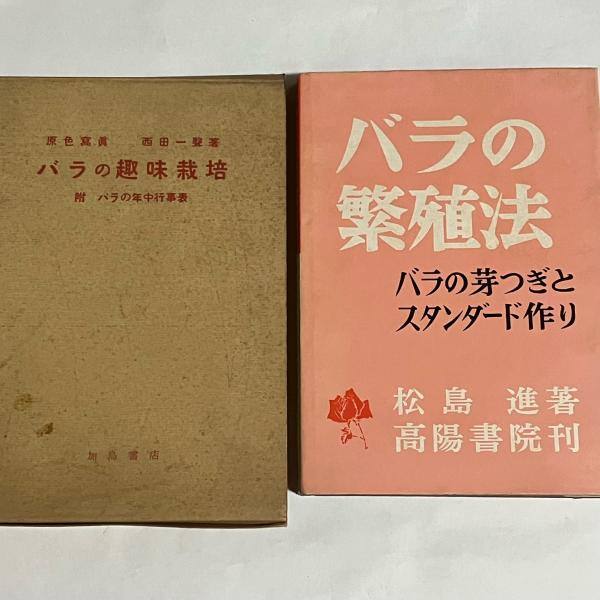 原色寫眞 西田一聲著
バラの趣味栽培
附 バラの年中行事表
加島書店
バラの
繁殖法
バラの芽つぎと
スタンダード作り
松島 進著
高陽書院刊